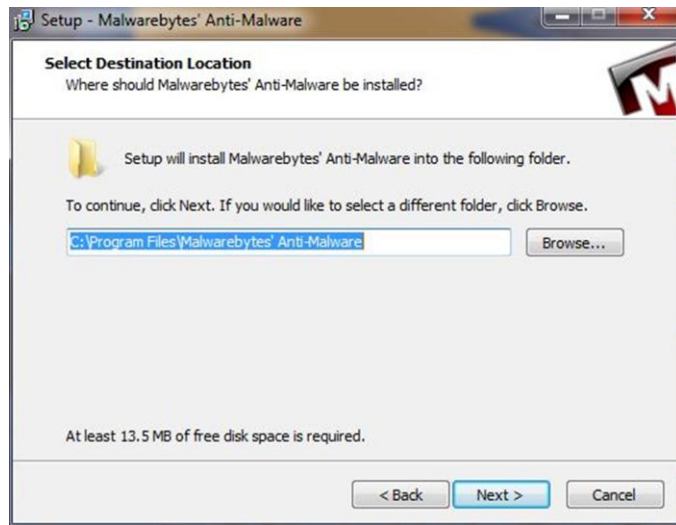 Setup - Malwarebytes' Anti-Malware
Select Destination Location
Where should Malwarebytes' Anti-Malware be installed?
M
Setup will install Malwarebytes' Anti-Malware into the following folder.
To continue, click Next. If you would like to select a different folder, click Browse.
C:\Program Files\Malwarebytes' Anti-Malware
Browse...
At least 13.5 MB of free disk space is required.
< Back Next > Cancel